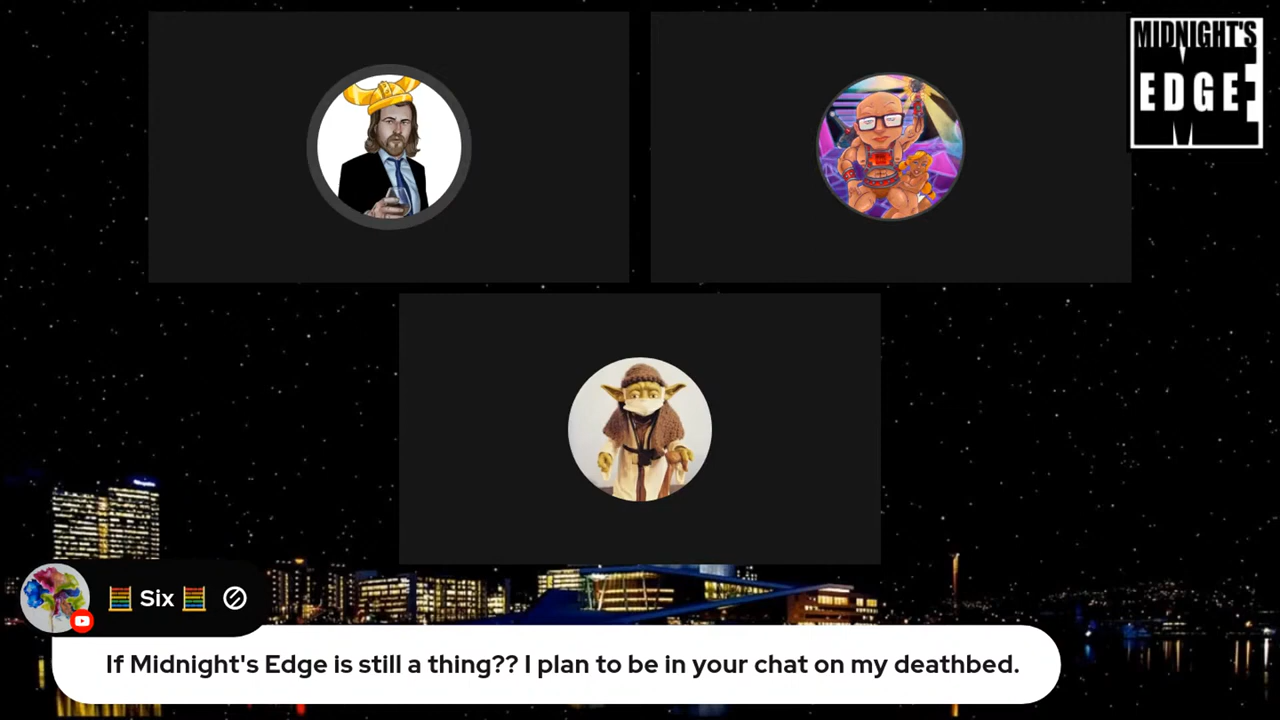 MIDNIGHT'S
EDGE
Six
If Midnight's Edge is still a thing?? I plan to be in your chat on my deathbed.